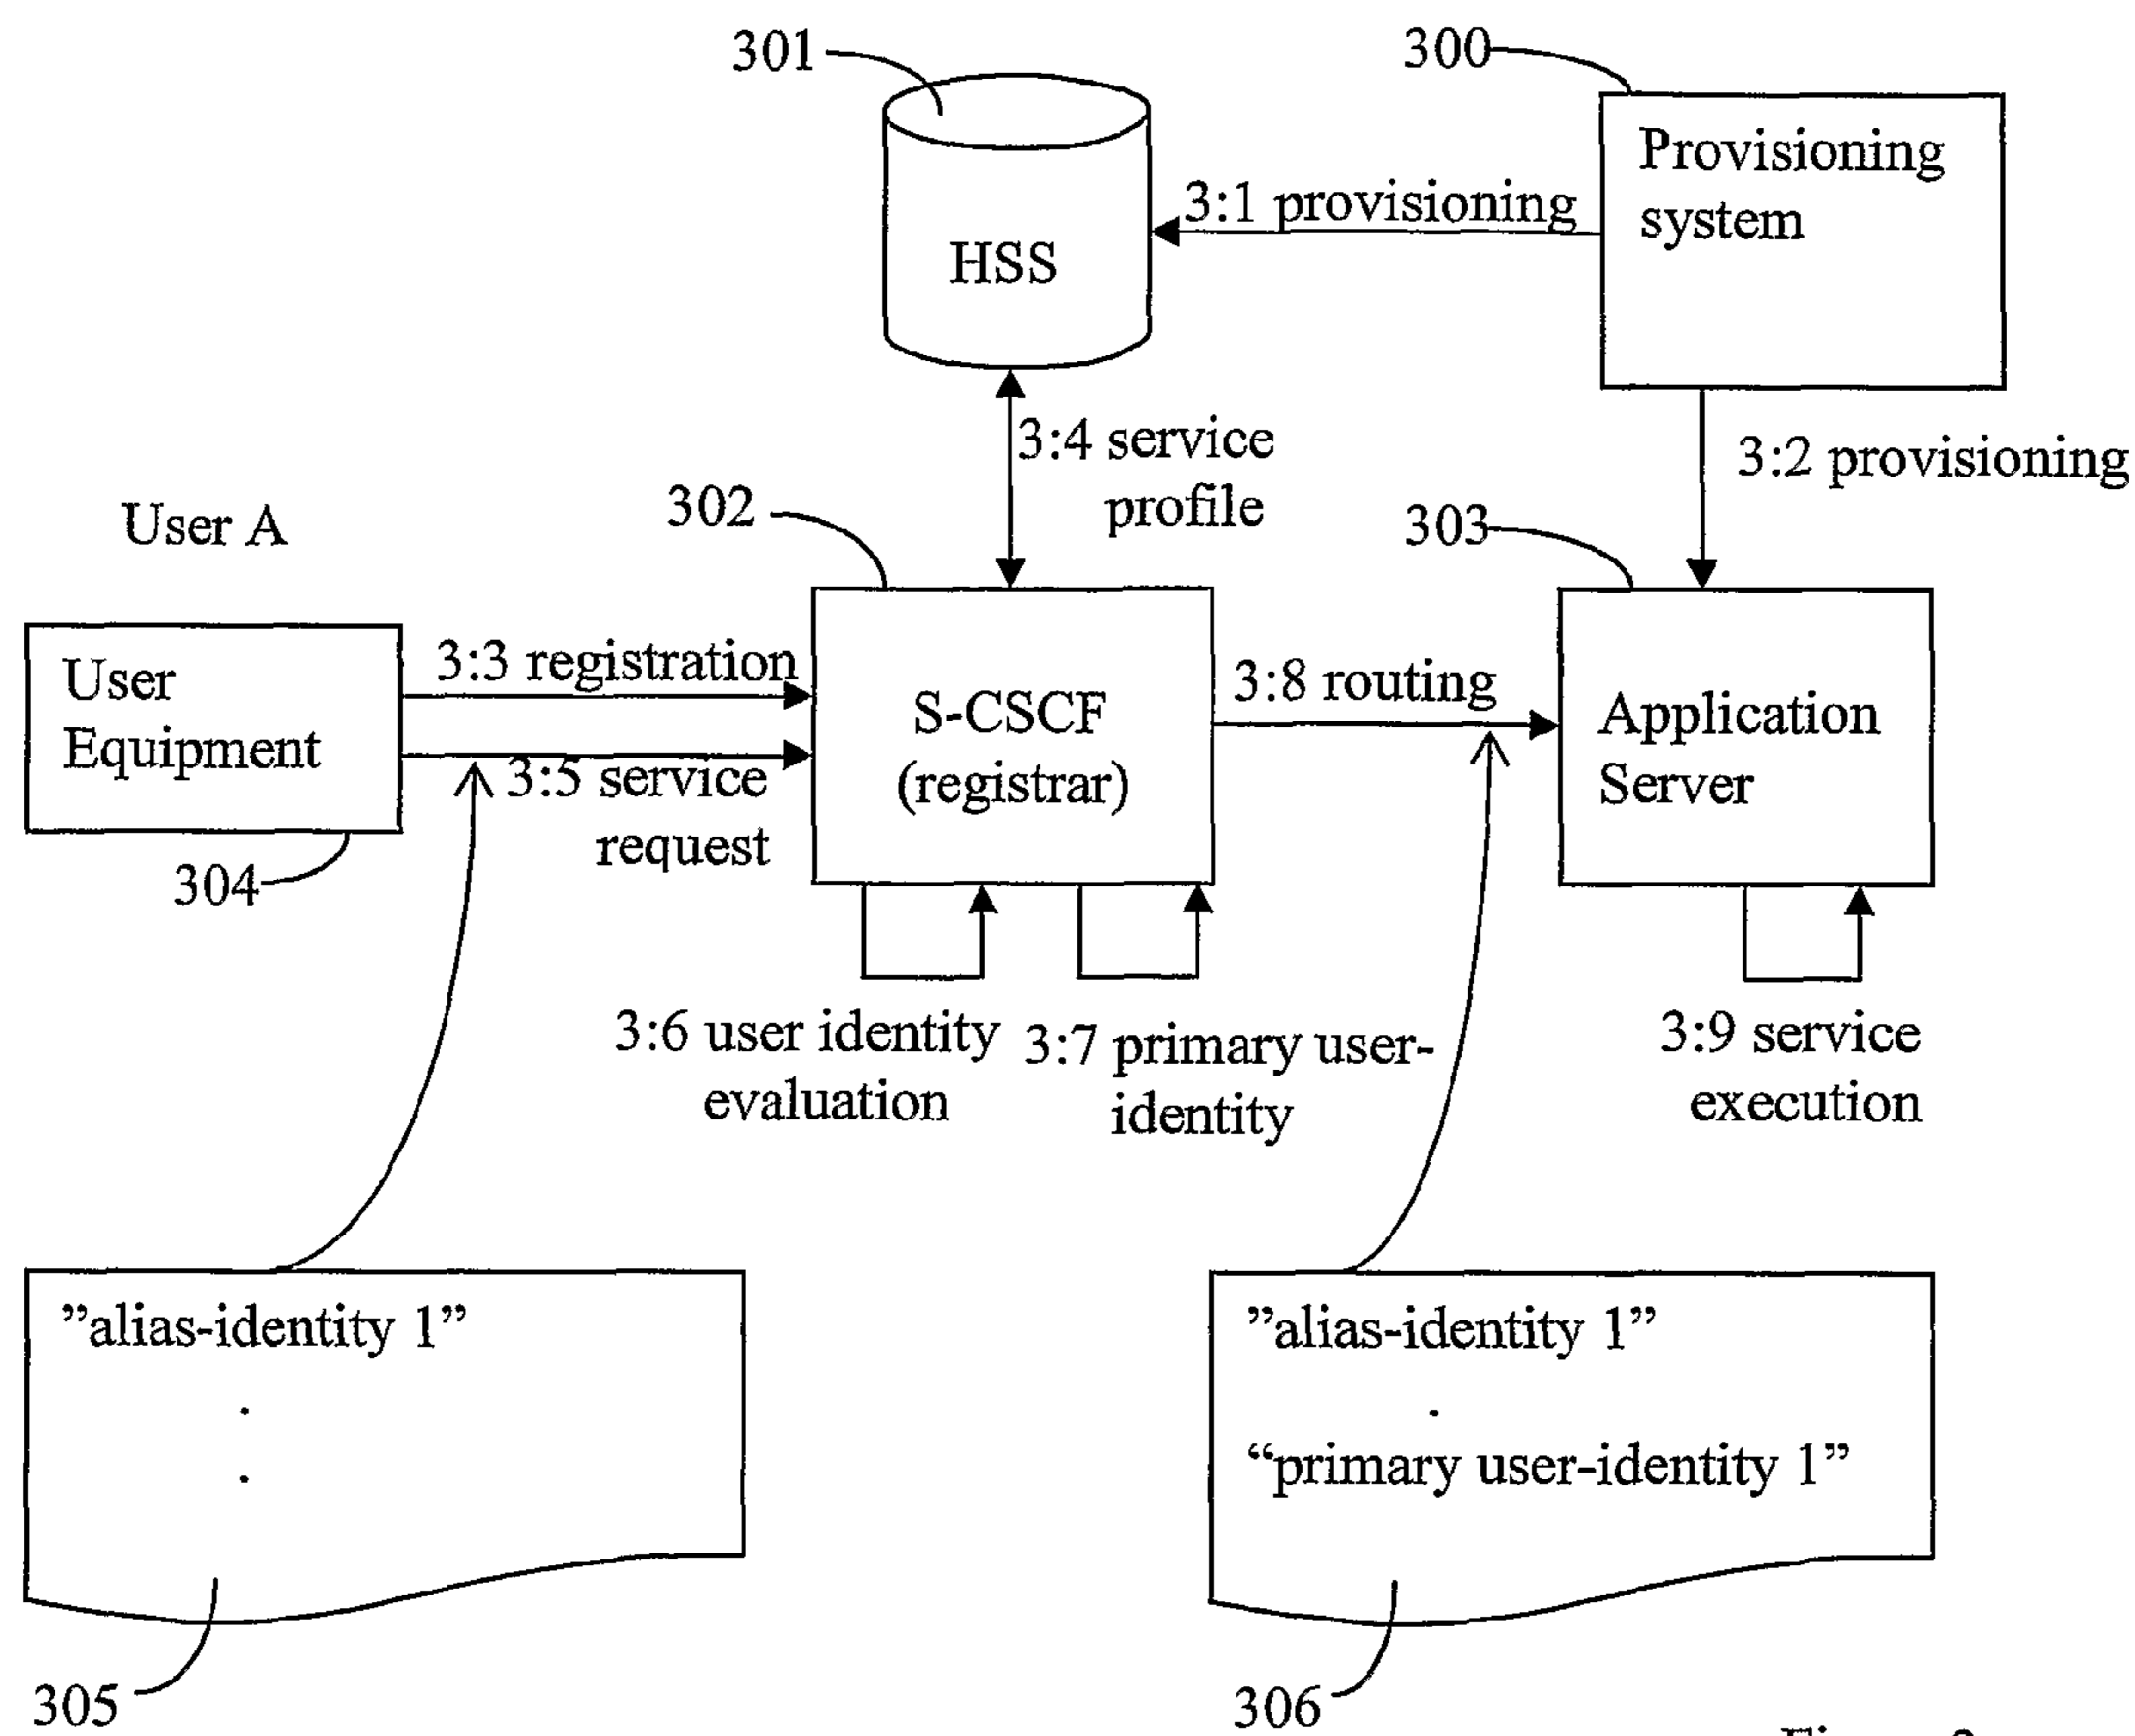 301
300
Provisioning
system
3:1 provisioning
HSS
3:4 service
profile
3:2 provisioning
302
303
User A
User
Equipment
3:3 registration
3:5 service
request
S-CSCF
(registrar)
3:8 routing
Application
Server
304
3:6 user identity
evaluation
3:7 primary user-
identity
3:9 service
execution
”alias-identity 1”
.
.
”alias-identity 1”
.
“primary user-identity 1”
305
306